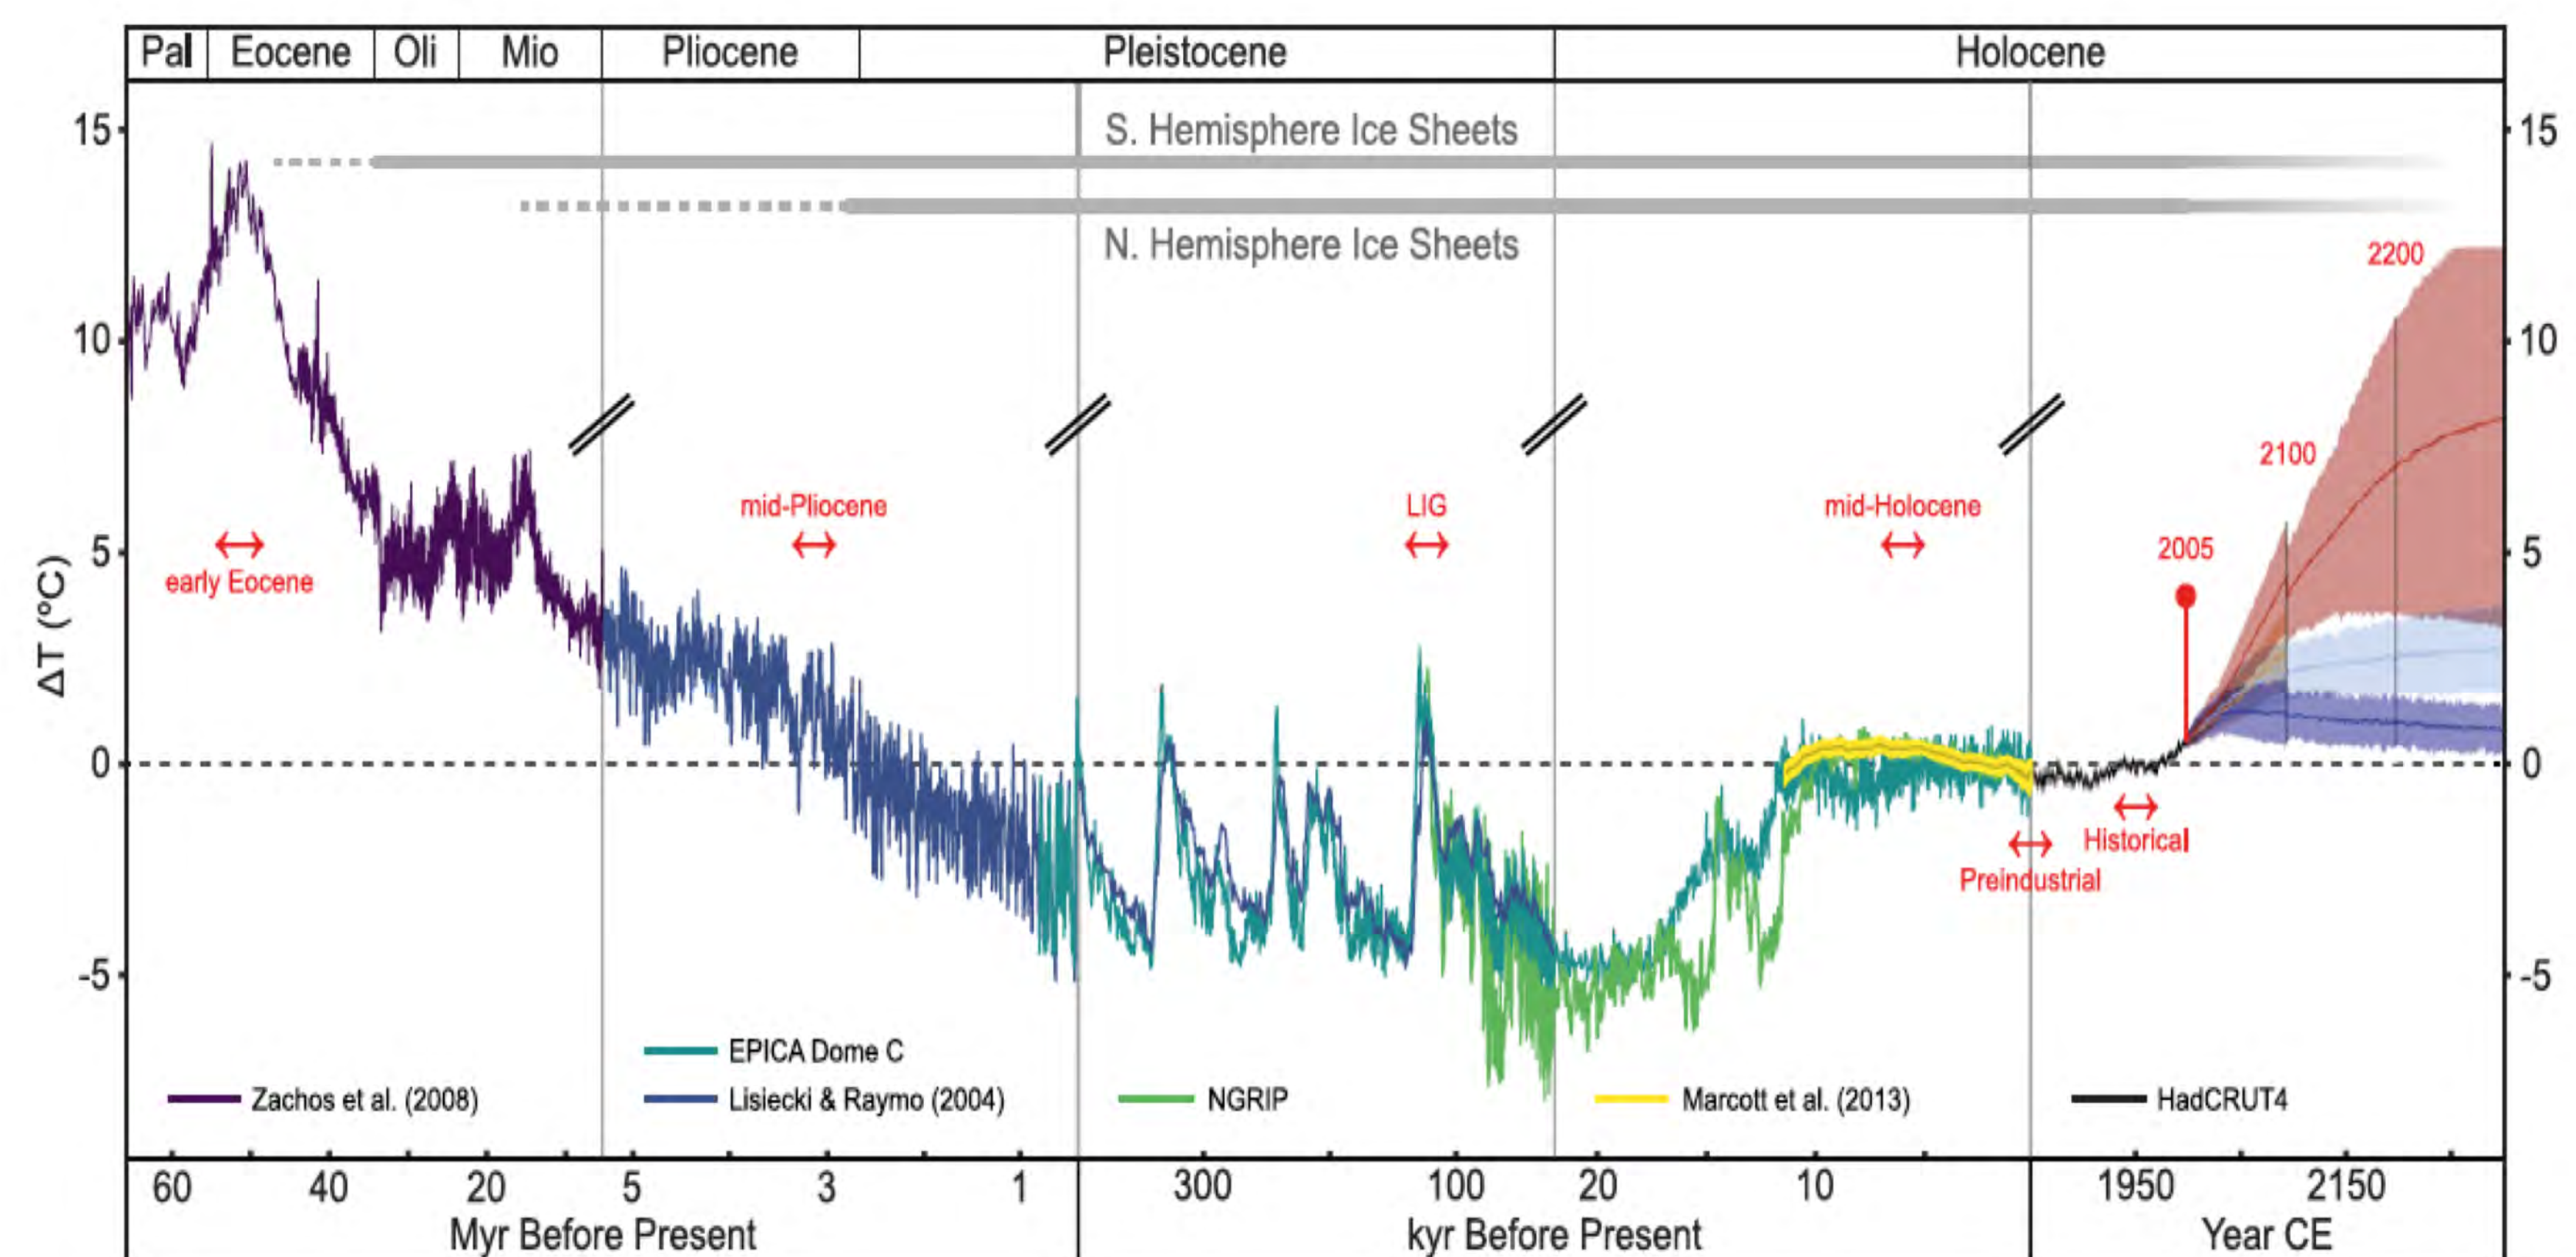 Pal Eocene Oli Mio Pliocene Pleistocene Holocene
15 S. Hemisphere Ice Sheets 15
N. Hemisphere Ice Sheets
2200
10 10
2100
mid-Pliocene LIG mid-Holocene
5 2005 5
early Eocene
ΔT (ºC)
0 0
Historical
Preindustrial
-5 -5
EPICA Dome C
Zachos et al. (2008) Lisiecki & Raymo (2004) NGRIP Marcott et al. (2013) HadCRUT4
60 40 20 5 3 1 300 100 20 10 1950 2150
Myr Before Present kyr Before Present Year CE